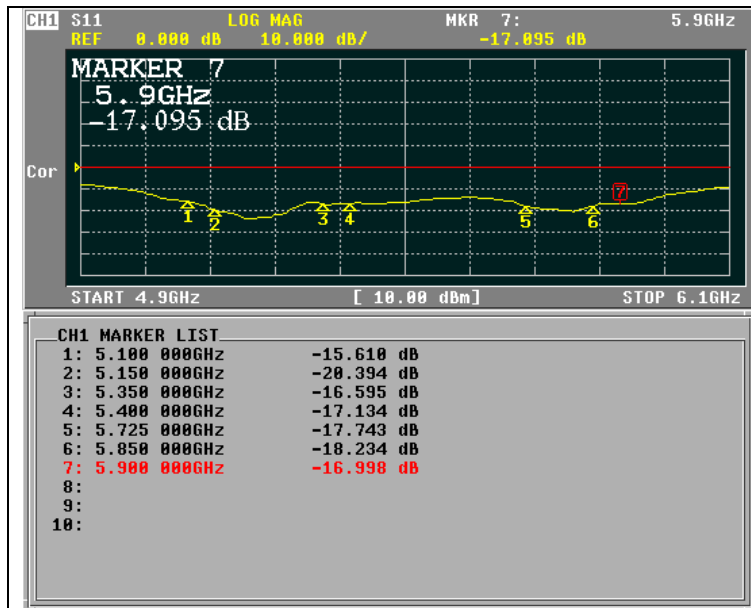 CH1 S11 LOG MAG MKR 7: 5.9GHz
REF 0.000 dB 10.000 dB/ -17.095 dB
MARKER 7
5.9GHz
-17.095 dB
Cor
1 2 3 4 5 6 7
START 4.9GHz [ 10.00 dBm] STOP 6.1GHz
CH1 MARKER LIST
1: 5.100 000GHz -15.610 dB
2: 5.150 000GHz -20.394 dB
3: 5.350 000GHz -16.595 dB
4: 5.400 000GHz -17.134 dB
5: 5.725 000GHz -17.743 dB
6: 5.850 000GHz -18.234 dB
7: 5.900 000GHz -16.998 dB
8:
9:
10: